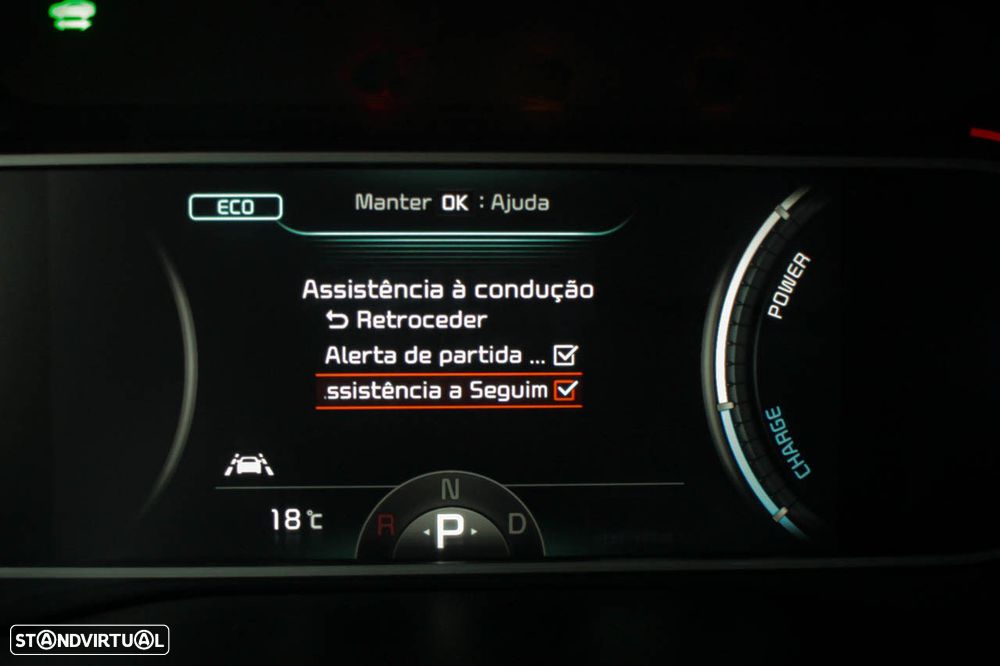 ECO
Manter OK : Ajuda
Assistência à condução
Retroceder
Alerta de partida ...
.ssistência a Seguim
POWER
CHARGE
18℃
N
R P D
STANDVIRTUAL